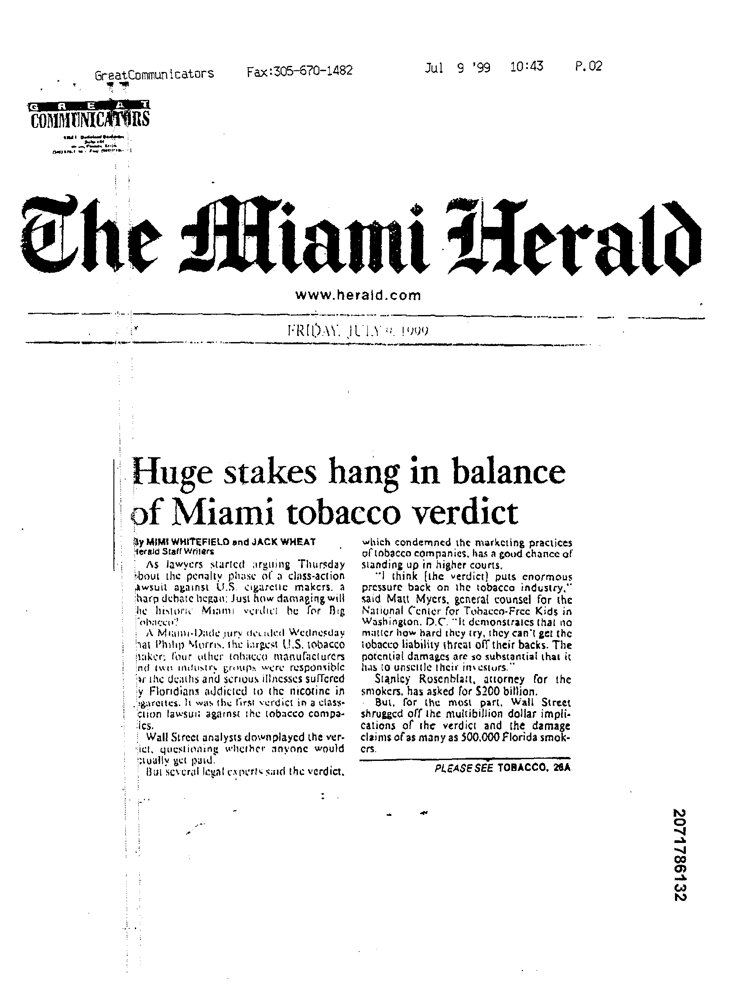 GreatCommunicators Fax:305-670-1482 Jul 9 '99 10:43 P.02
GREAT
COMMUNICATORS
The Miami Herald
www.herald.com
FRIDAY, JULY 9, 1999
Huge stakes hang in balance
of Miami tobacco verdict
By MIMI WHITEFIELD and JACK WHEAT
Herald Staff Writers
As lawyers started arguing Thursday
about the penalty phase of a class-action
lawsuit against U.S. cigarette makers, a
sharp debate began: Just how damaging will
the historic Miami verdict be for Big
Tobacco?
A Miami-Dade jury decided Wednesday
that Philip Morris, the largest U.S. tobacco
maker; four other tobacco manufacturers
and two industry groups were responsible
for the deaths and serious illnesses suffered
by Floridians addicted to the nicotine in
cigarettes. It was the first verdict in a class-
action lawsuit against the tobacco compa-
nies.
Wall Street analysts downplayed the ver-
dict, questioning whether anyone would
actually get paid.
But several legal experts said the verdict,
which condemned the marketing practices
of tobacco companies, has a good chance of
standing up in higher courts.
"I think [the verdict] puts enormous
pressure back on the tobacco industry,"
said Matt Myers, general counsel for the
National Center for Tobacco-Free Kids in
Washington, D.C. "It demonstrates that no
matter how hard they try, they can't get the
tobacco liability threat off their backs. The
potential damages are so substantial that it
has to unsettle their investors."
Stanley Rosenblatt, attorney for the
smokers, has asked for $200 billion.
But, for the most part, Wall Street
shrugged off the multibillion dollar impli-
cations of the verdict and the damage
claims of as many as 500,000 Florida smok-
ers.
PLEASE SEE TOBACCO, 26A
2071786132